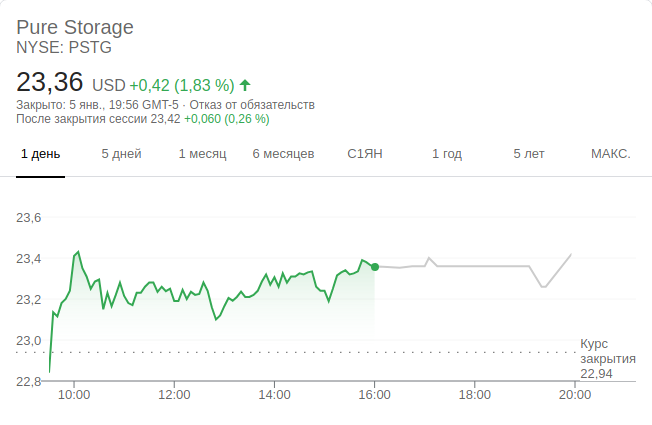 Pure Storage
NYSE: PSTG
23,36 USD +0,42 (1,83 %)
Закрыто: 5 янв., 19:56 GMT-5 · Отказ от обязательств
После закрытия сессии 23,42 +0,060 (0,26 %)
1 день 5 дней 1 месяц 6 месяцев С1ЯН 1 год 5 лет МАКС.
23,6
23,4
23,2
23,0
22,8
Курс
закрытия
22,94
10:00 12:00 14:00 16:00 18:00 20:00